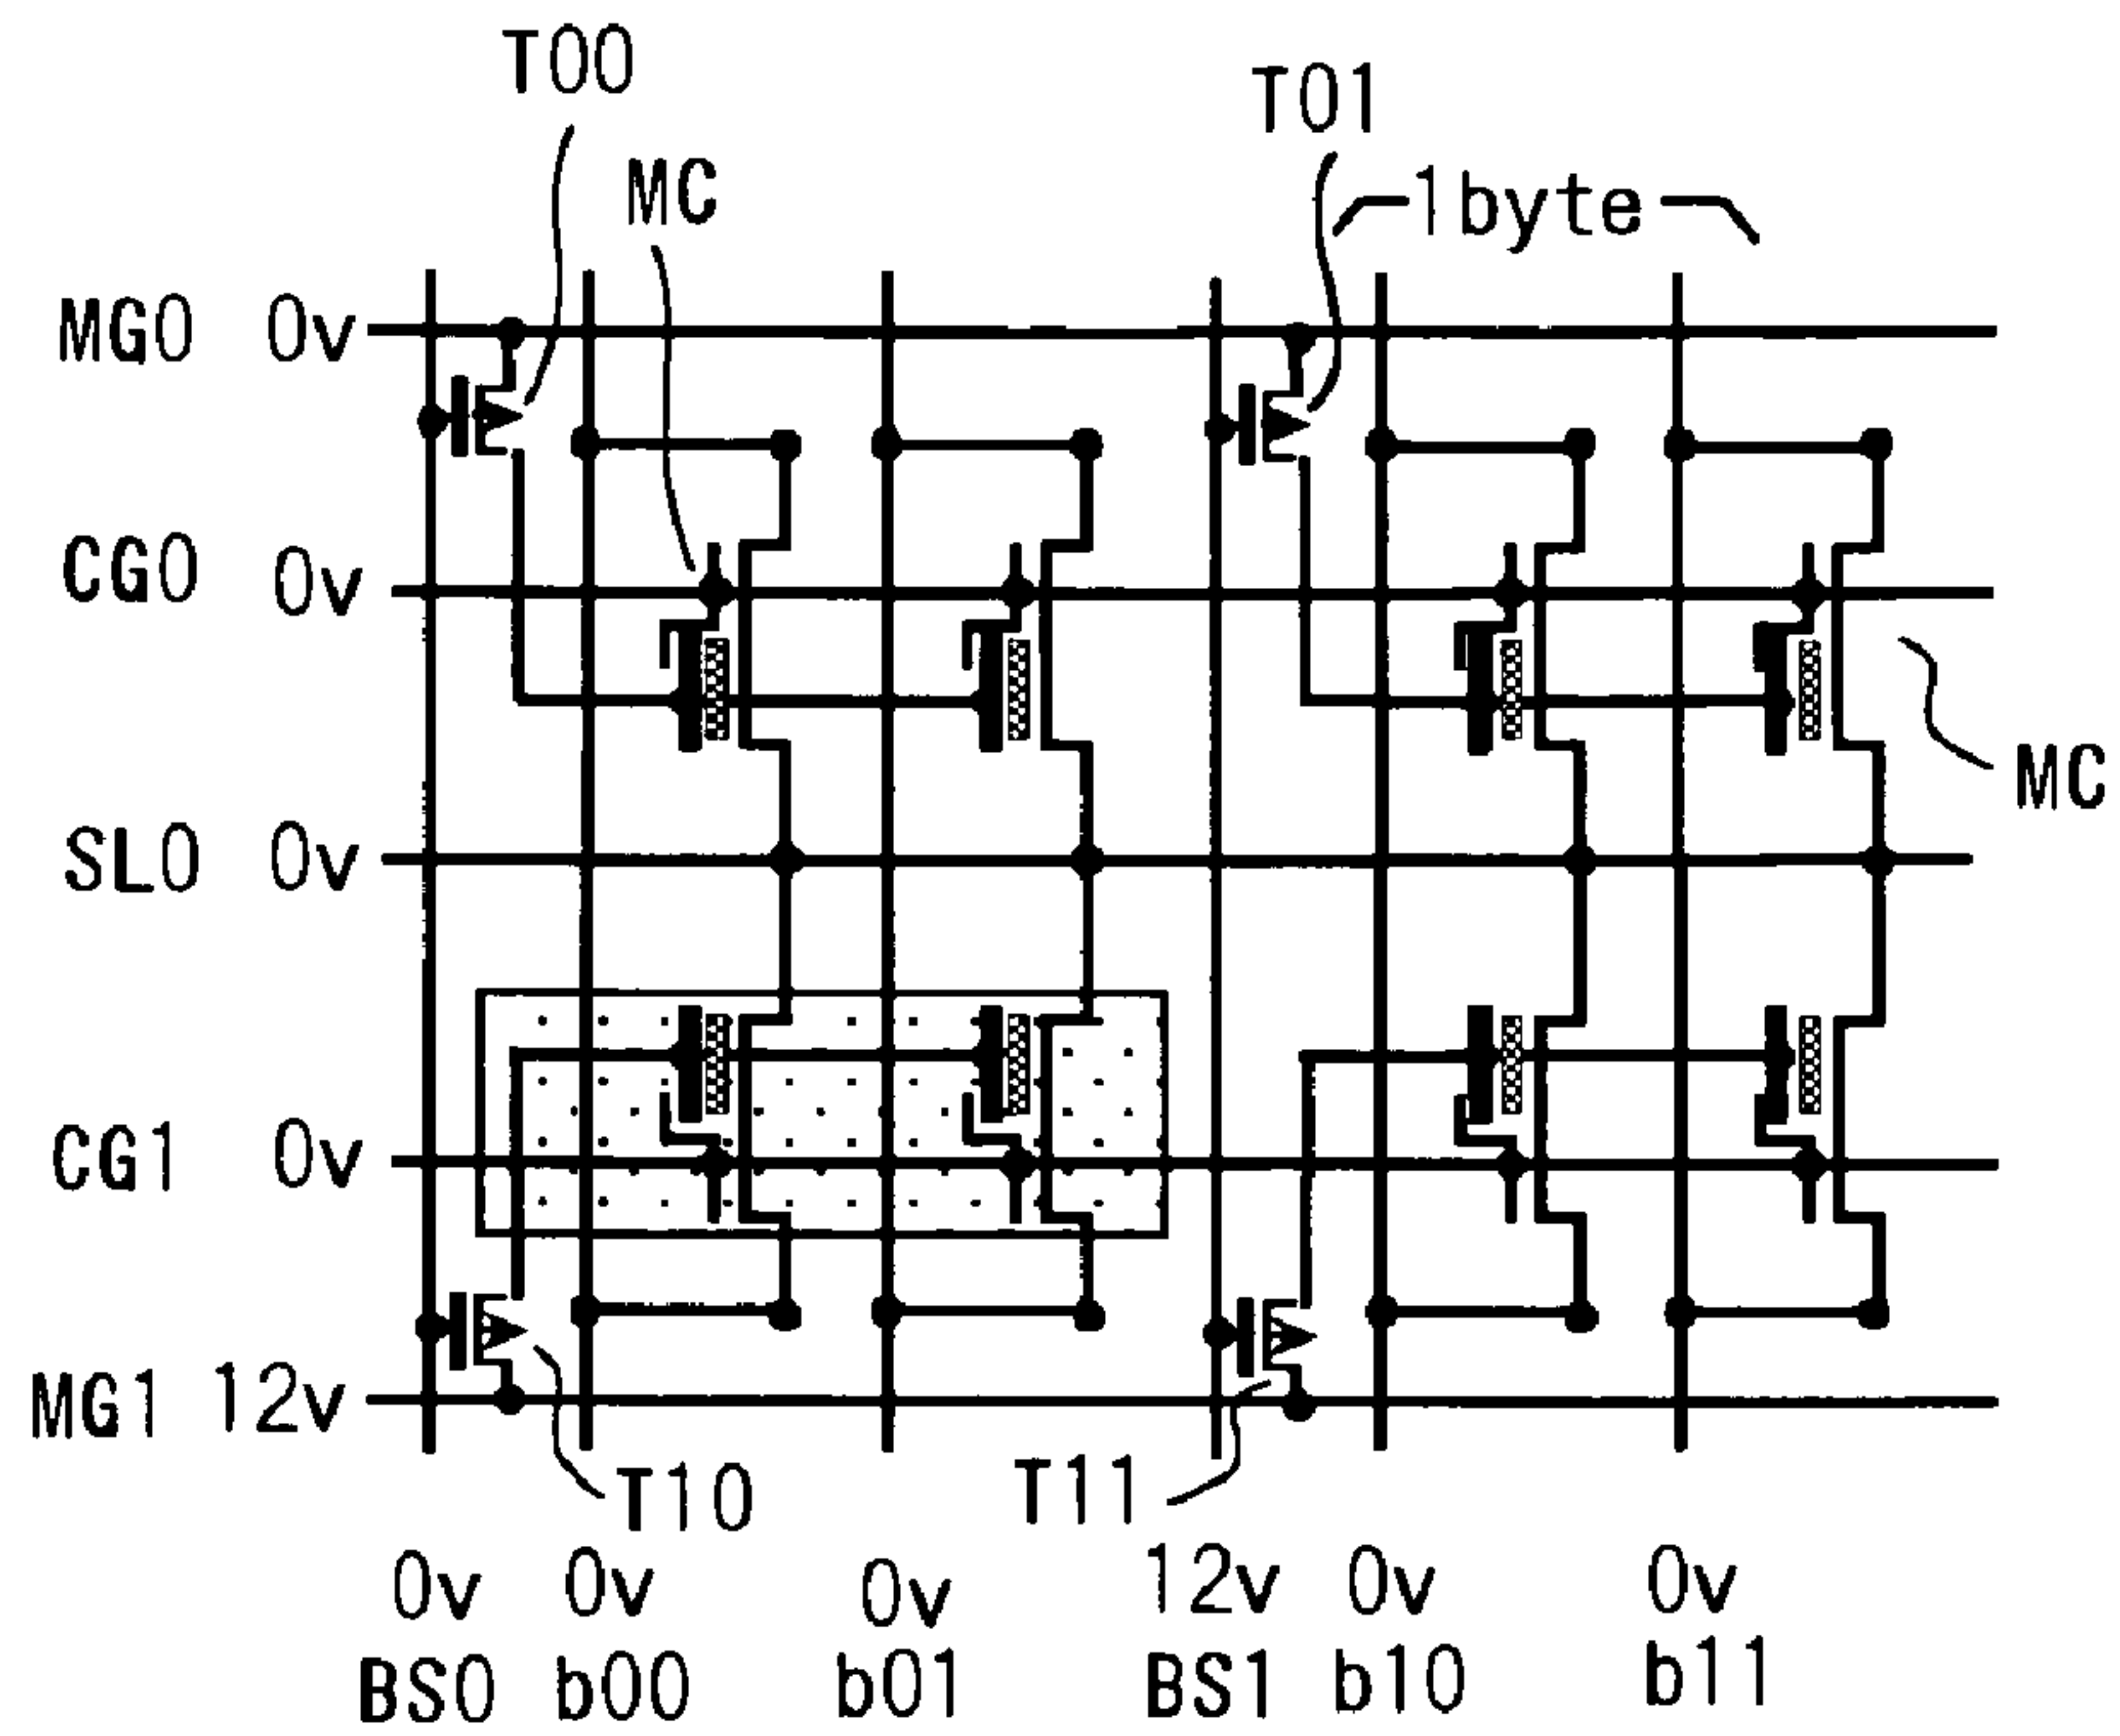 T00
T01
MC
1byte
MG0 0v
CG0 0v
MC
SL0 0v
CG1 0v
MG1 12v
T10
T11
0v 0v 0v 12v 0v 0v
BS0 b00 b01 BS1 b10 b11